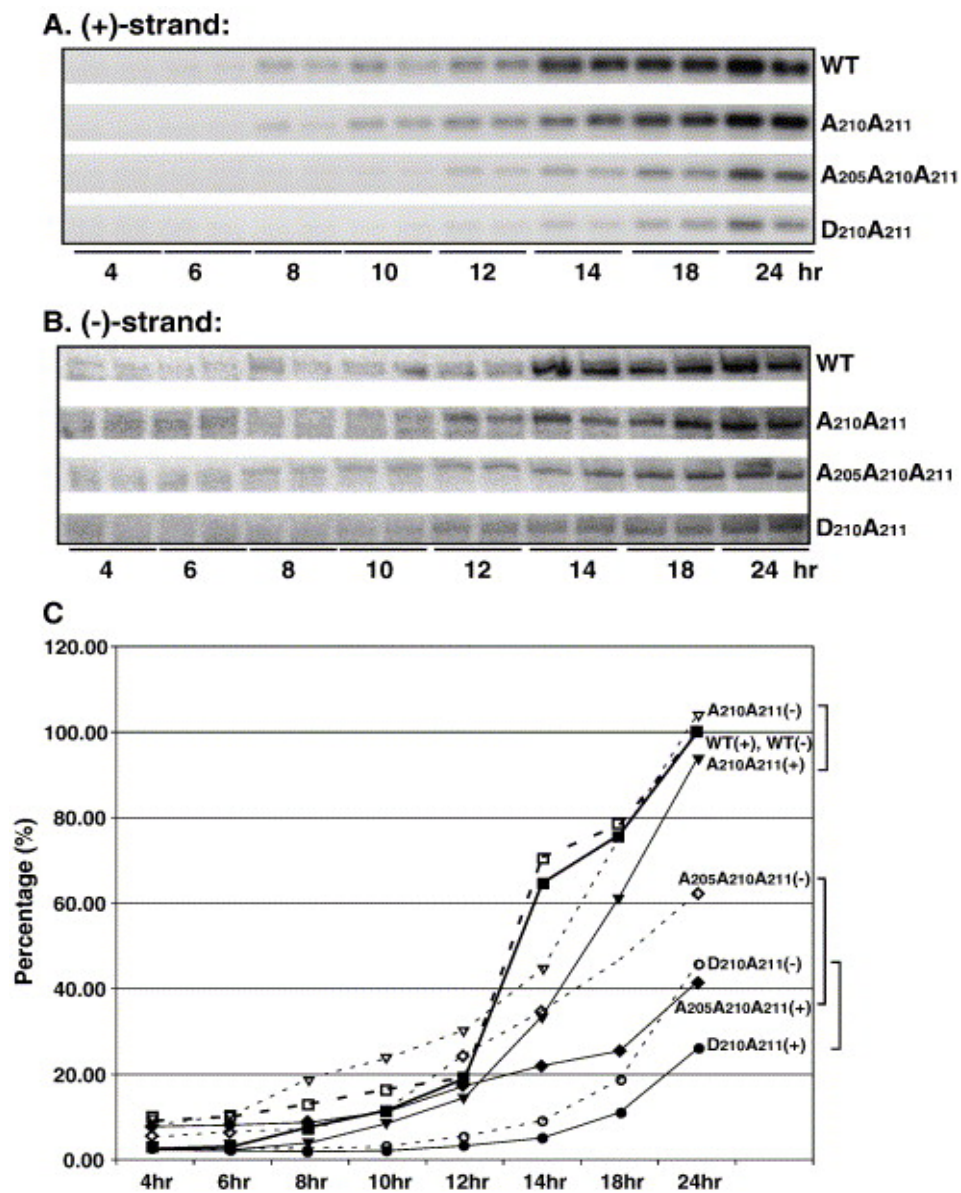 A. (+)-strand:
WT
A210A211
A205A210A211
D210A211
4 6 8 10 12 14 18 24 hr
B. (-)-strand:
WT
A210A211
A205A210A211
D210A211
4 6 8 10 12 14 18 24 hr
C
Percentage (%)
120.00
100.00
80.00
60.00
40.00
20.00
0.00
A210A211(-)
WT(+), WT(-)
A210A211(+)
A205A210A211(-)
D210A211(-)
A205A210A211(+)
D210A211(+)
4hr 6hr 8hr 10hr 12hr 14hr 18hr 24hr